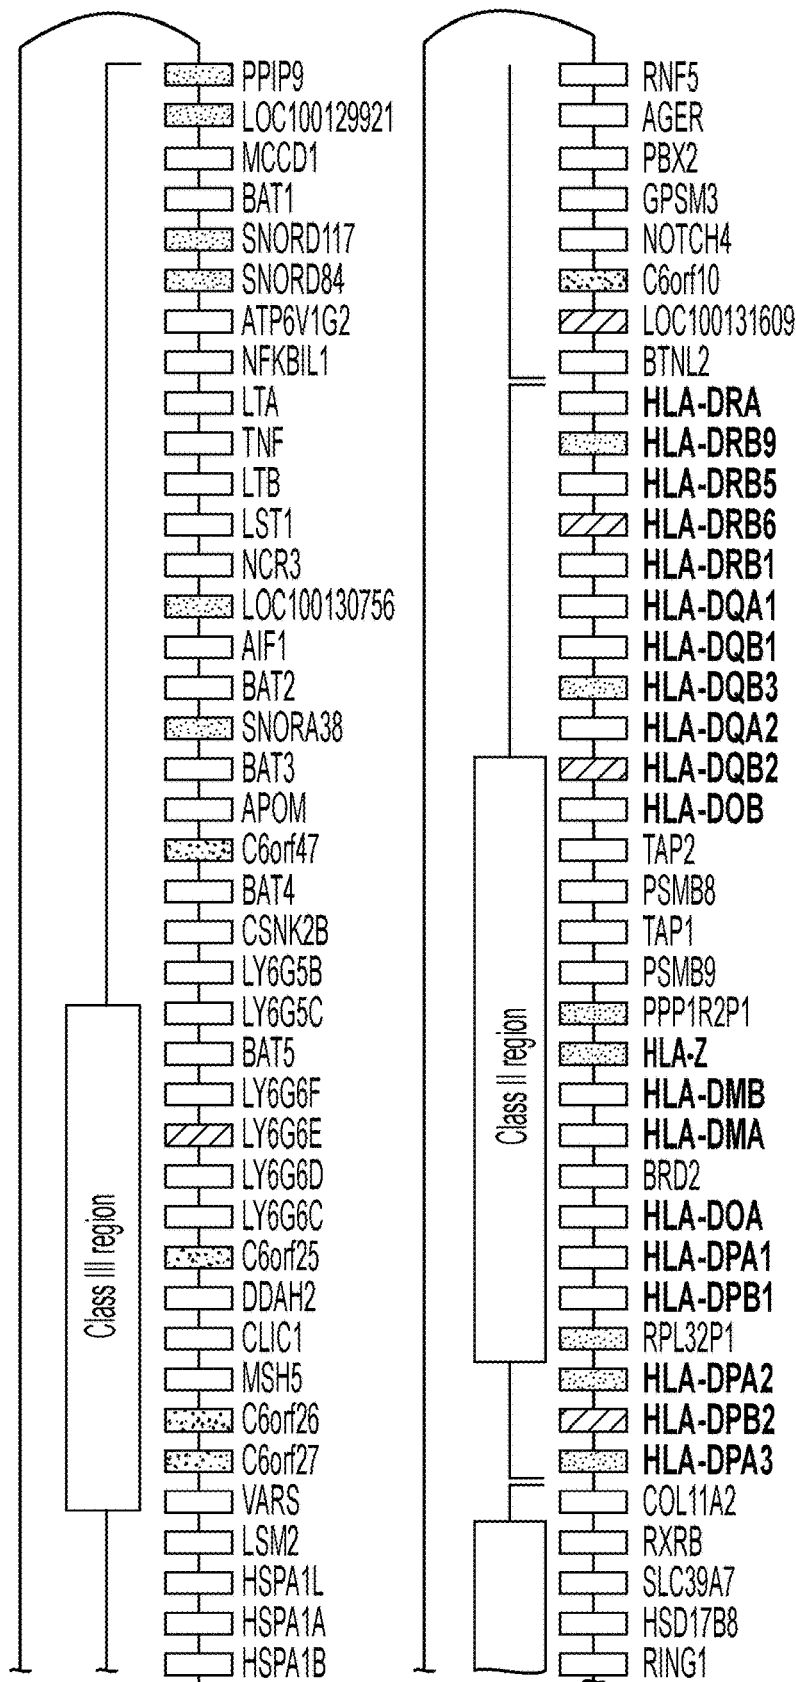 PPIP9
LOC100129921
MCCD1
BAT1
SNORD117
SNORD84
ATP6V1G2
NFKBIL1
LTA
TNF
LTB
LST1
NCR3
LOC100130756
AIF1
BAT2
SNORA38
BAT3
APOM
C6orf47
BAT4
CSNK2B
LY6G5B
LY6G5C
BAT5
LY6G6F
LY6G6E
LY6G6D
LY6G6C
C6orf25
DDAH2
CLIC1
MSH5
C6orf26
C6orf27
VARS
LSM2
HSPA1L
HSPA1A
HSPA1B
Class III region
RNF5
AGER
PBX2
GPSM3
NOTCH4
C6orf10
LOC100131609
BTNL2
HLA-DRA
HLA-DRB9
HLA-DRB5
HLA-DRB6
HLA-DRB1
HLA-DQA1
HLA-DQB1
HLA-DQB3
HLA-DQA2
HLA-DQB2
HLA-DOB
TAP2
PSMB8
TAP1
PSMB9
PPP1R2P1
HLA-Z
HLA-DMB
HLA-DMA
BRD2
HLA-DOA
HLA-DPA1
HLA-DPB1
RPL32P1
HLA-DPA2
HLA-DPB2
HLA-DPA3
COL11A2
RXRB
SLC39A7
HSD17B8
RING1
Class II region